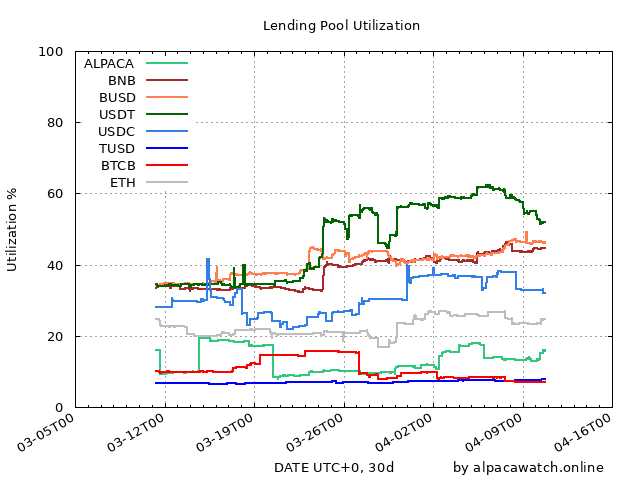 Lending Pool Utilization
Utilization %
100
80
60
40
20
0
ALPACA
BNB
BUSD
USDT
USDC
TUSD
BTCB
ETH
03-05T00
03-12T00
03-19T00
03-26T00
04-02T00
04-09T00
04-16T00
DATE UTC+0, 30d
by alpacawatch.online